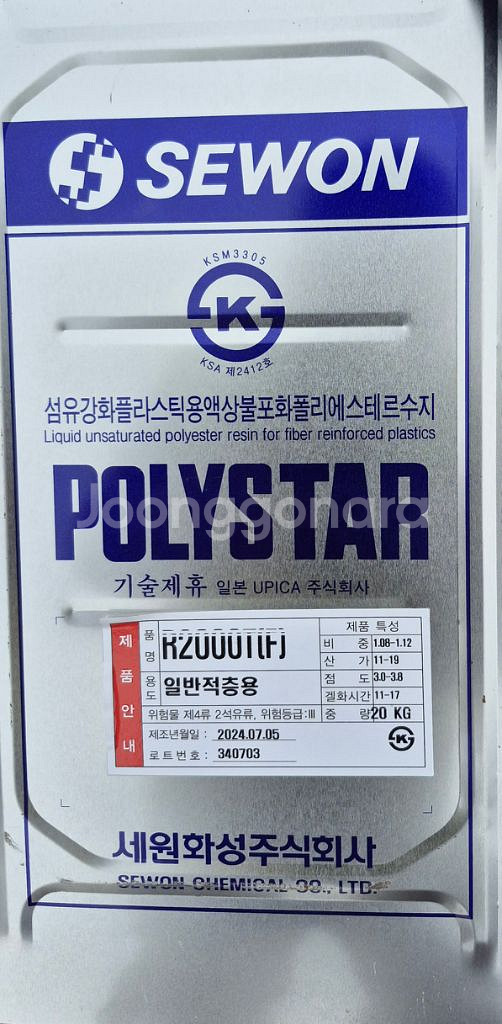 SEWON
KSM3305
K
KSA 제2412호
섬유강화플라스틱용액상불포화폴리에스테르수지
Liquid unsaturated polyester resin for fiber reinforced plastics
POLYSTAR
Joonggonara
기술제휴 일본 UPICA 주식회사
제품안내
품명 R2000T(F)
용도 일반적층용
제품 특성
비중 1.08-1.12
산가 11-19
점도 3.0-3.8
겔화시간 11-17
위험물 제4류 2석유류, 위험등급:Ⅲ
중량 20 KG
제조년월일 : 2024.07.05
로트번호 : 340703
K
세원화성주식회사
SEWON CHEMICAL CO., LTD.